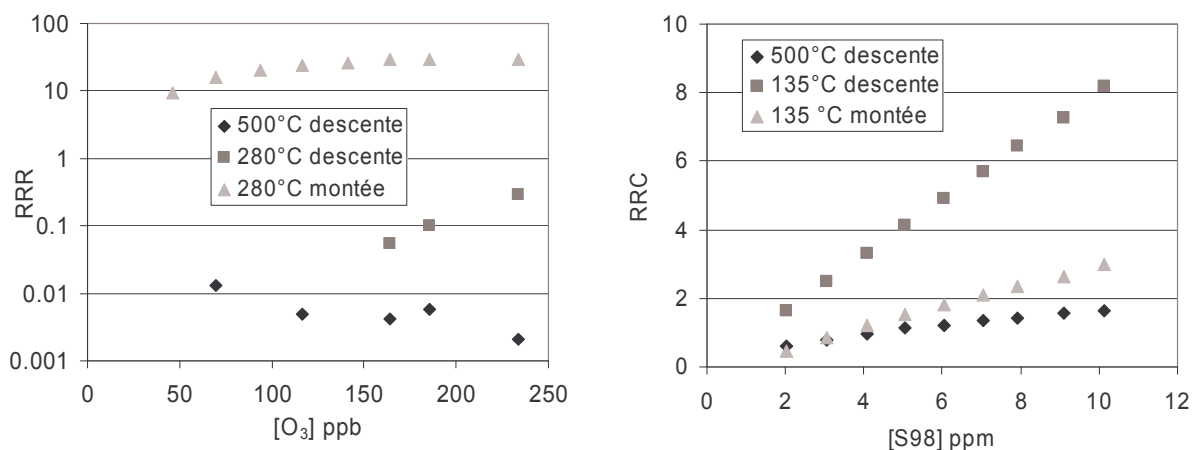 100
10
1
0.1
0.01
0.001
RRR
500°C descente
280°C descente
280°C montée
0 50 100 150 200 250
[O₃] ppb
10
8
6
4
2
0
RRC
500°C descente
135°C descente
135 °C montée
0 2 4 6 8 10 12
[S98] ppm